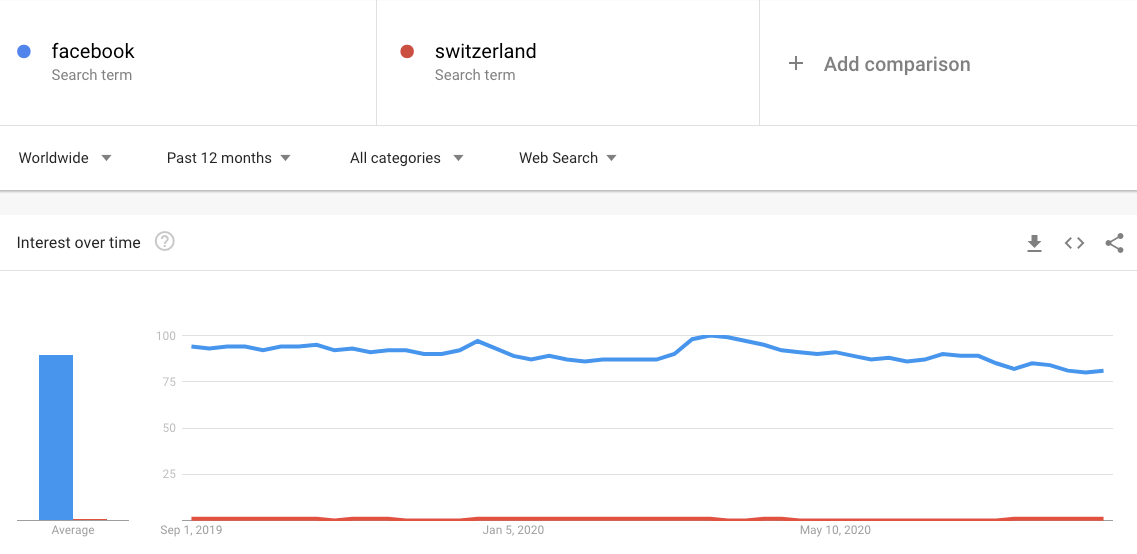 facebook
Search term
switzerland
Search term
+ Add comparison
Worldwide
Past 12 months
All categories
Web Search
Interest over time ?
100
75
50
25
Average
Sep 1, 2019
Jan 5, 2020
May 10, 2020